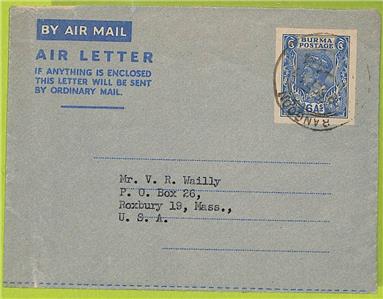 BY AIR MAIL
AIR LETTER
IF ANYTHING IS ENCLOSED
THIS LETTER WILL BE SENT
BY ORDINARY MAIL.
6
BURMA
POSTAGE
6
6AS
RANGOON
Mr. V. R. Wailly
P. O. Box 26,
Roxbury 19, Mass.,
U. S. A.